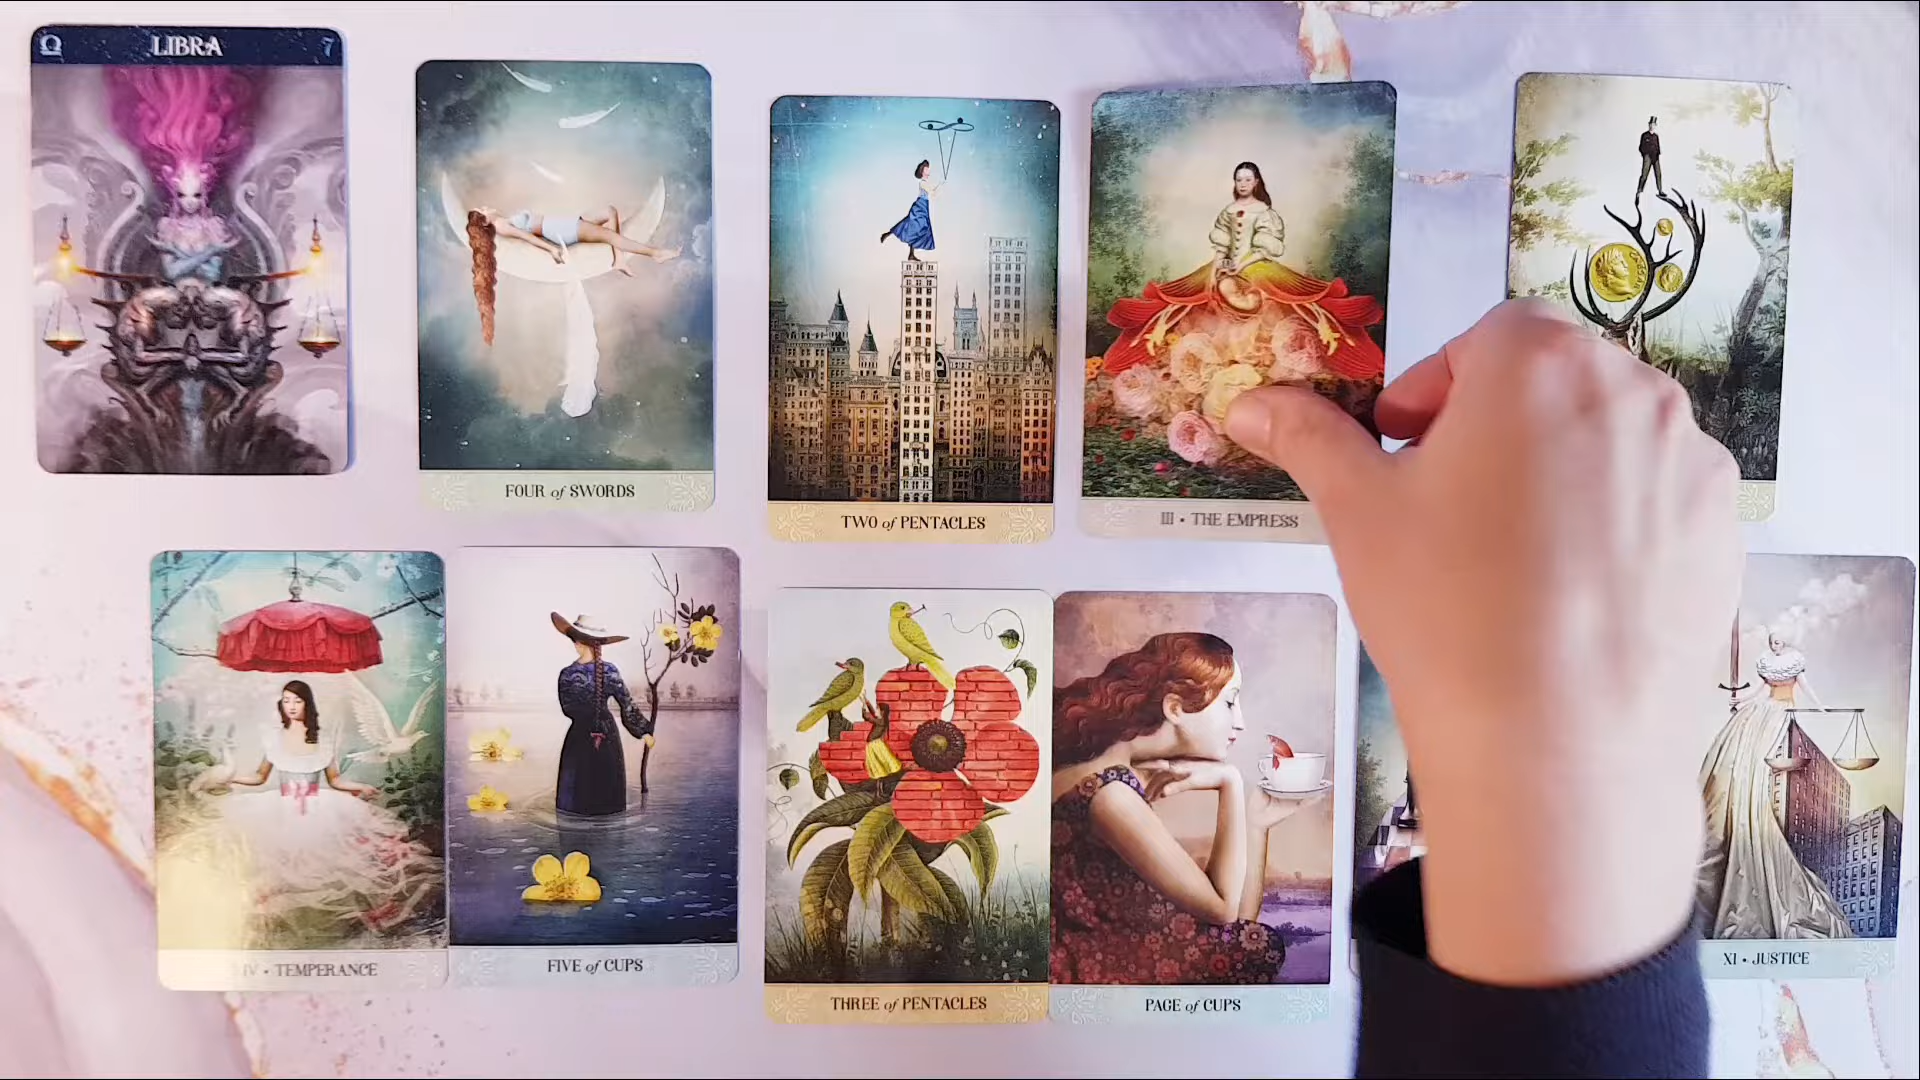 ♎ LIBRA 7
FOUR of SWORDS
TWO of PENTACLES
III • THE EMPRESS
IV • TEMPERANCE
FIVE of CUPS
THREE of PENTACLES
PAGE of CUPS
XI • JUSTICE